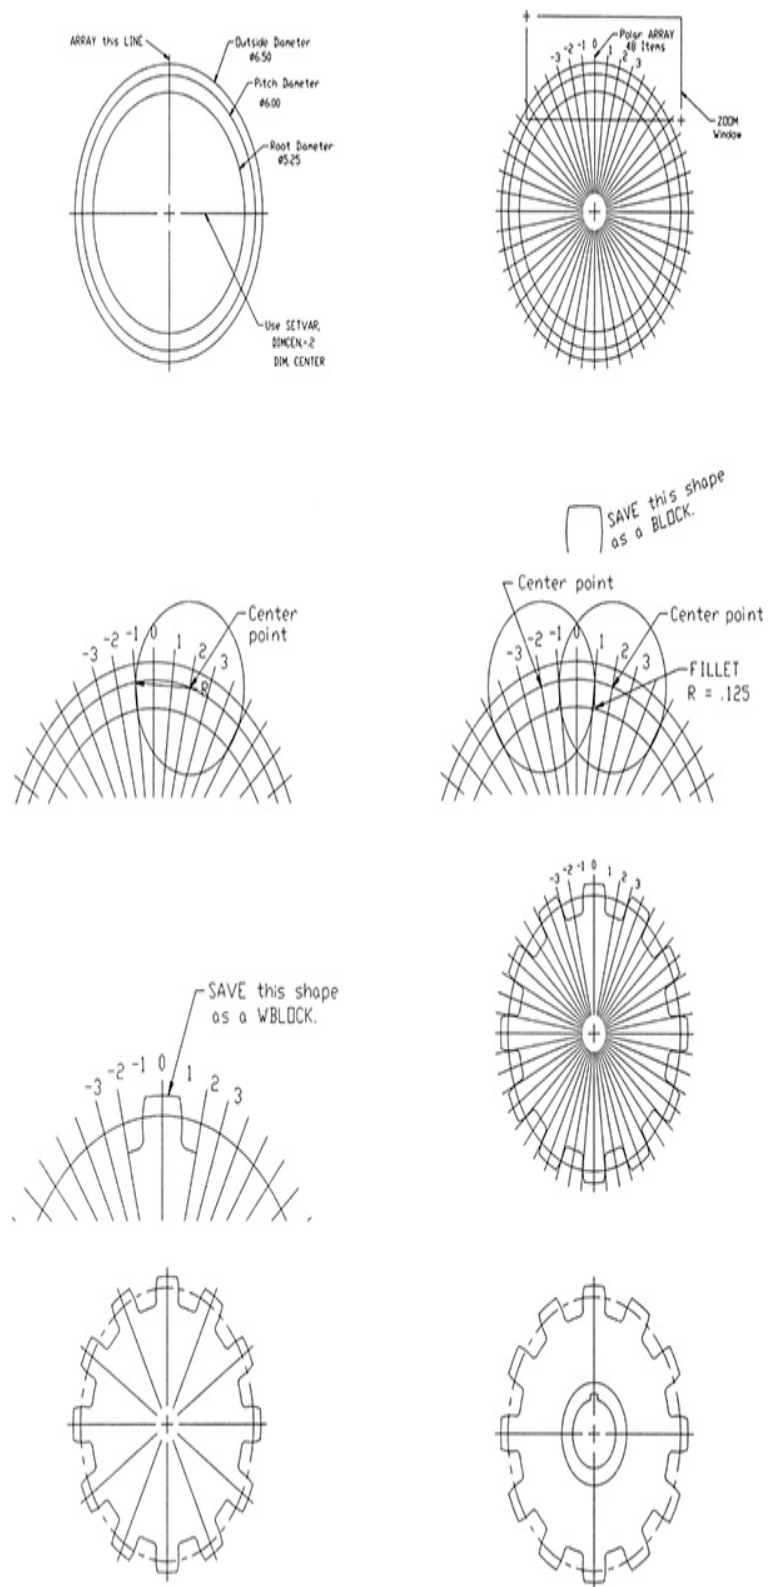 ARRAY this LINE
Outside Diameter
ø6.50
Pitch Diameter
ø6.00
Root Diameter
ø5.25
Use SETVAR,
DIMCEN,-.2
DIM, CENTER
Polar ARRAY
48 Items
-3 -2 -1 0 1 2 3
ZOOM
Window
Center
point
-3 -2 -1 0 1 2 3
R
SAVE this shape
as a BLOCK.
Center point
Center point
-3 -2 -1 0 1 2 3
FILLET
R = .125
SAVE this shape
as a WBLOCK.
-3 -2 -1 0 1 2 3
-3 -2 -1 0 1 2 3